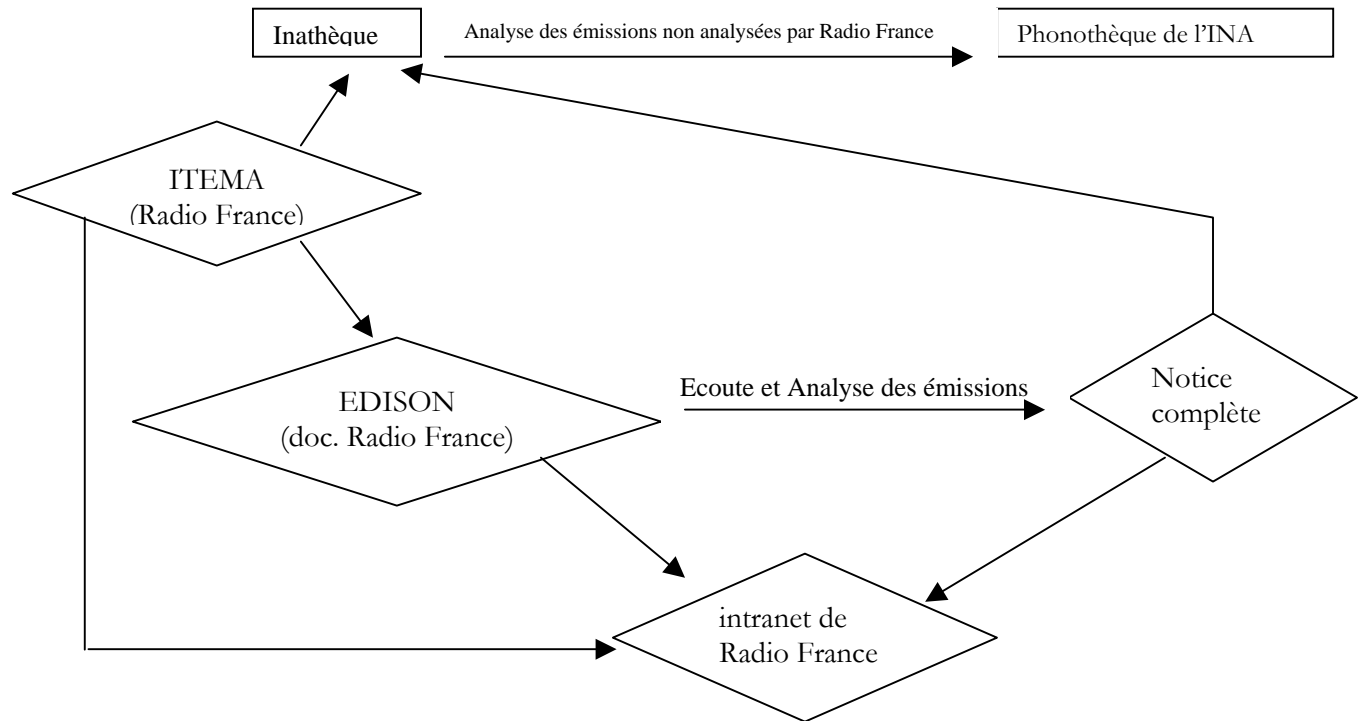 Inathèque
Analyse des émissions non analysées par Radio France
Phonothèque de l’INA
ITEMA
(Radio France)
EDISON
(doc. Radio France)
Ecoute et Analyse des émissions
Notice
complète
intranet de
Radio France